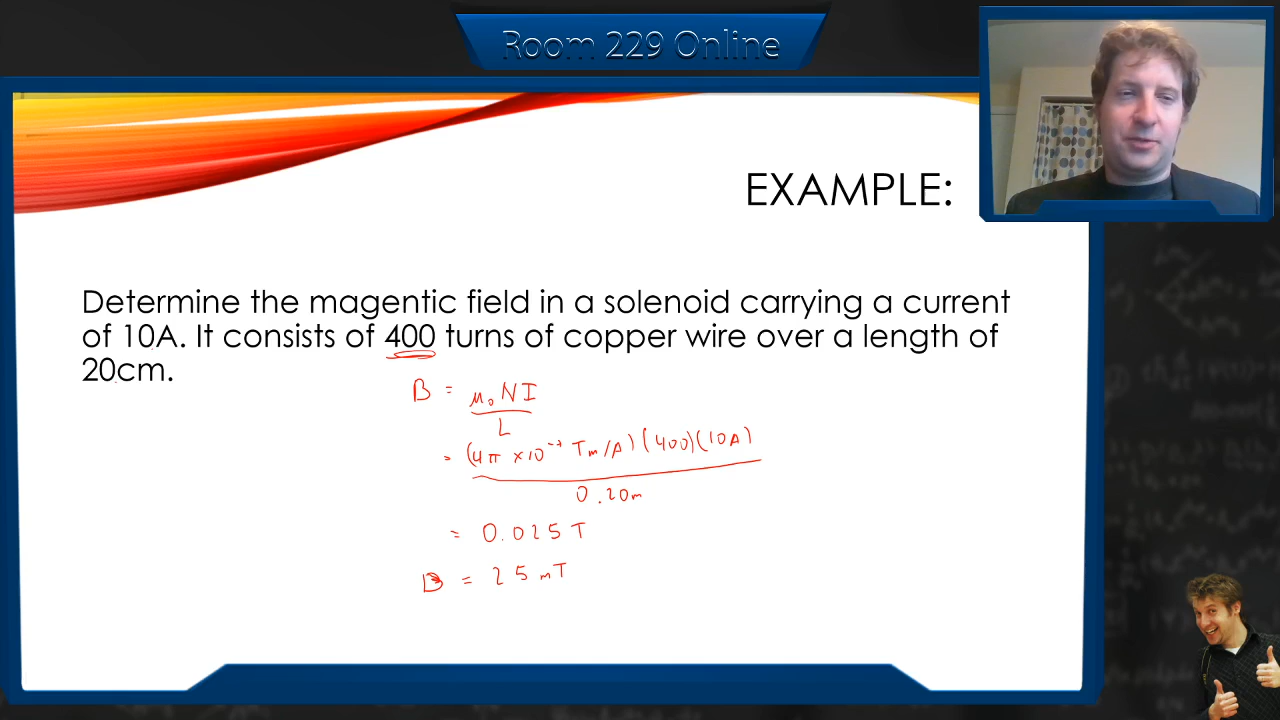 Room 229 Online
EXAMPLE:
Determine the magentic field in a solenoid carrying a current
of 10A. It consists of 400 turns of copper wire over a length of
20cm.
B = μ₀NI
L
= (4π ×10⁻⁷ Tm/A)(400)(10A)
0.20m
= 0.025 T
B = 25 mT